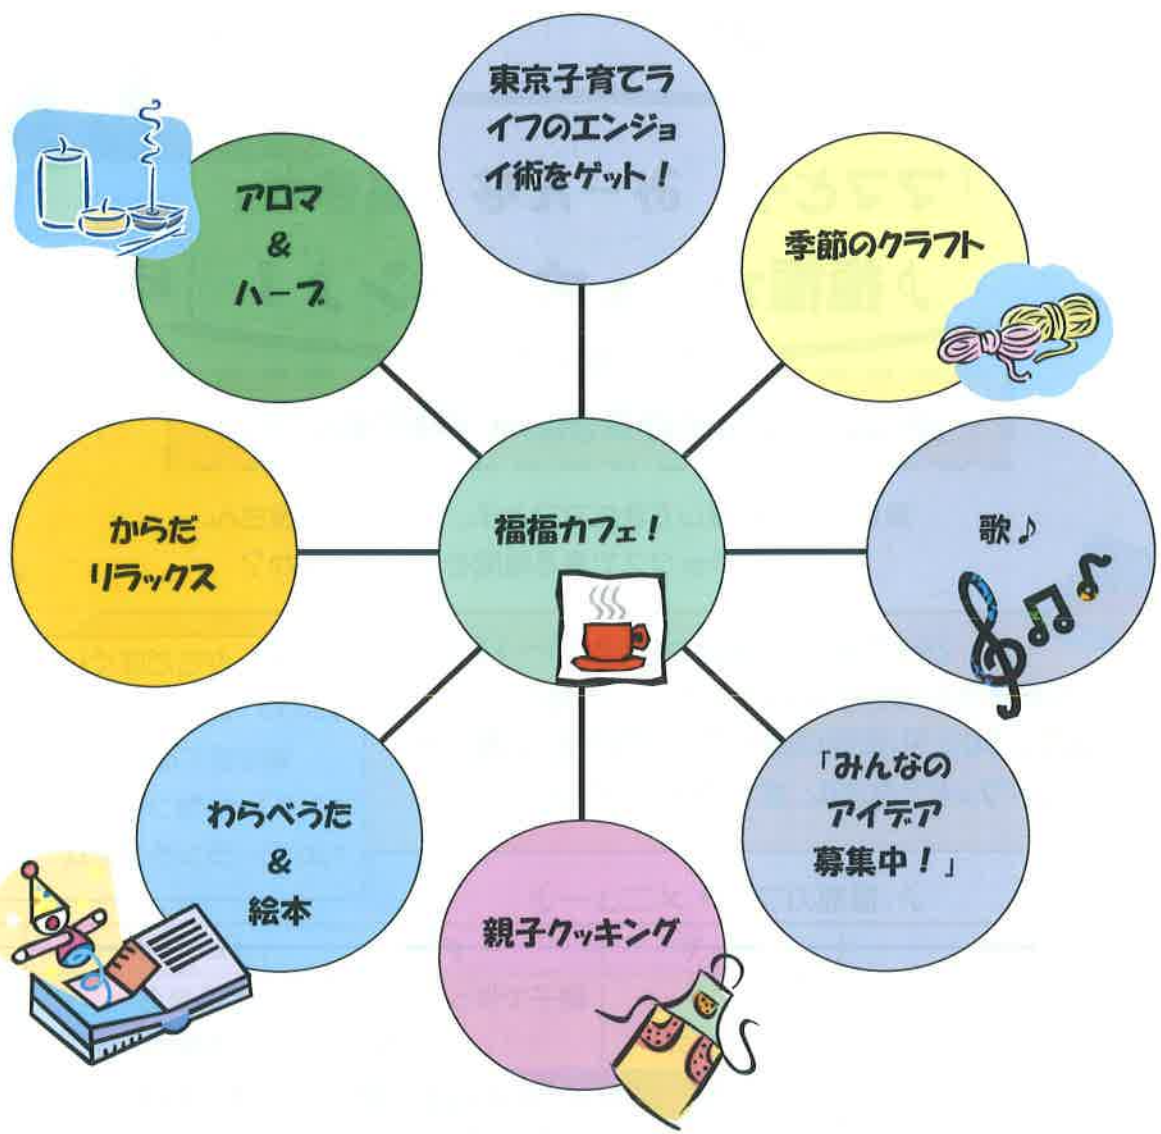 東京子育てラ
イフのエンジョ
イ術をゲット！
季節のクラフト
歌♪
「みんなの
アイデア
募集中！」
親子クッキング
わらべうた
&
絵本
からだ
リラックス
アロマ
&
ハーブ
福福カフェ！